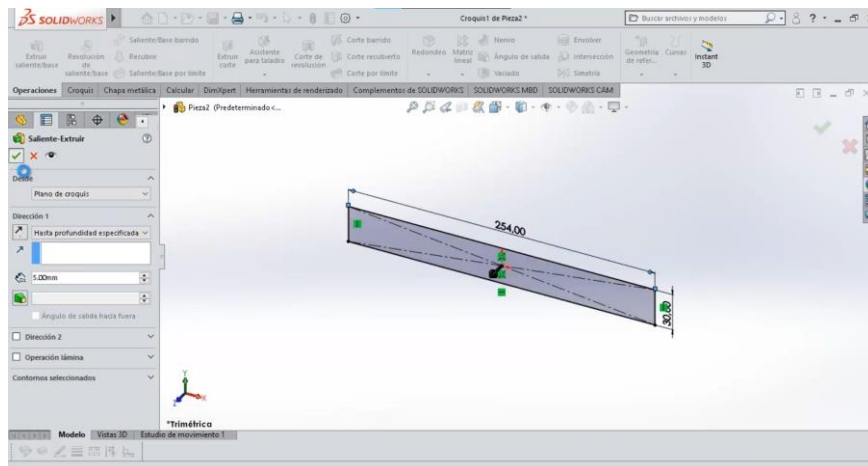 SOLIDWORKS
Croquis1 de Pieza2 *
Buscar archivos y modelos
Extruir saliente/base
Revolución de saliente/base
Saliente/Base barrido
Recubrir
Saliente/Base por límite
Extruir corte
Asistente para taladro
Corte de revolución
Corte barrido
Corte recubierto
Corte por límite
Redondeo
Matriz lineal
Nervio
Ángulo de salida
Vaciado
Envolver
Intersección
Simetría
Geometría de refer...
Curvas
Instant 3D
Operaciones Croquis Chapa metálica Calcular DimXpert Herramientas de renderizado Complementos de SOLIDWORKS SOLIDWORKS MBD SOLIDWORKS CAM
Pieza2 (Predeterminado<...
Saliente-Extruir
Desde
Plano de croquis
Dirección 1
Hasta profundidad especificada
5.00mm
Ángulo de salida hacia fuera
Dirección 2
Operación lámina
Contornos seleccionados
254.00
30.00
Y
X
Z
*Trimétrica
Modelo Vistas 3D Estudio de movimiento 1